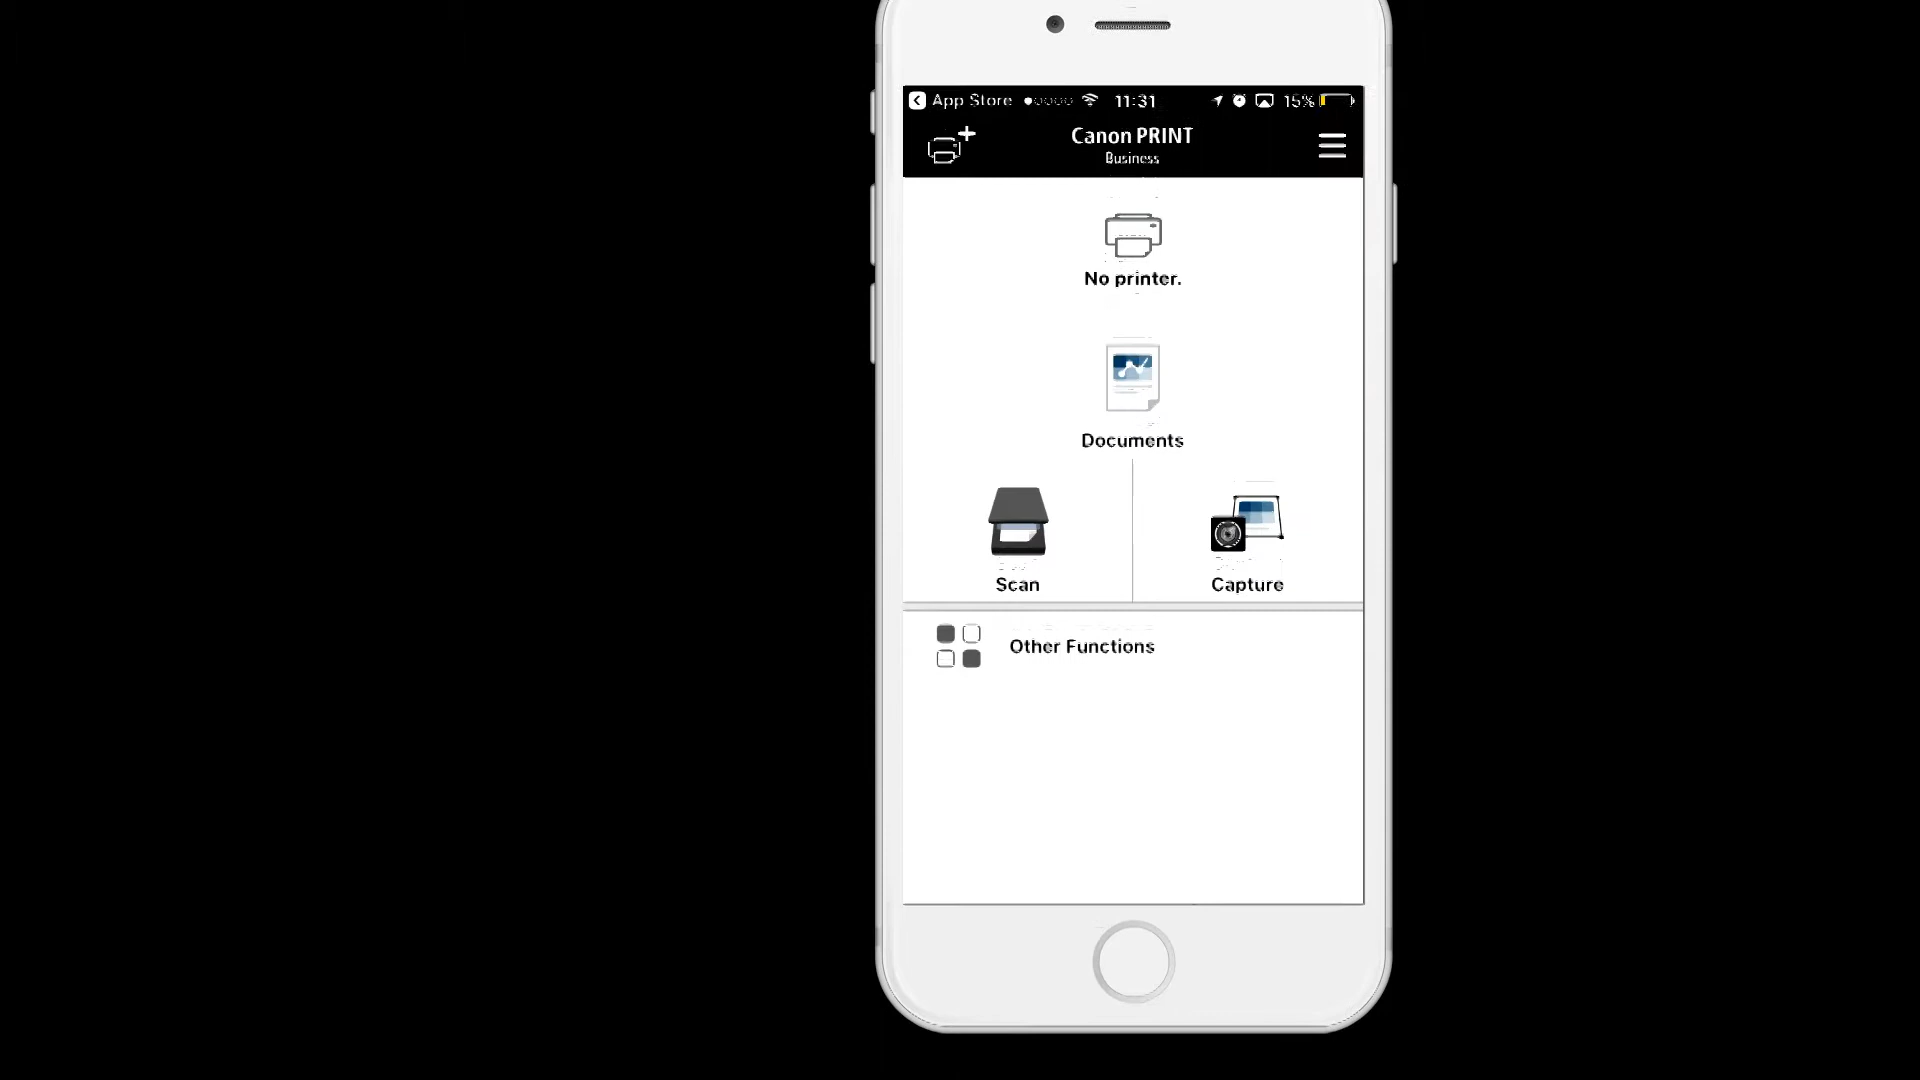 App Store 11:31 15%
Canon PRINT
Business
No printer.
Documents
Scan
Capture
Other Functions